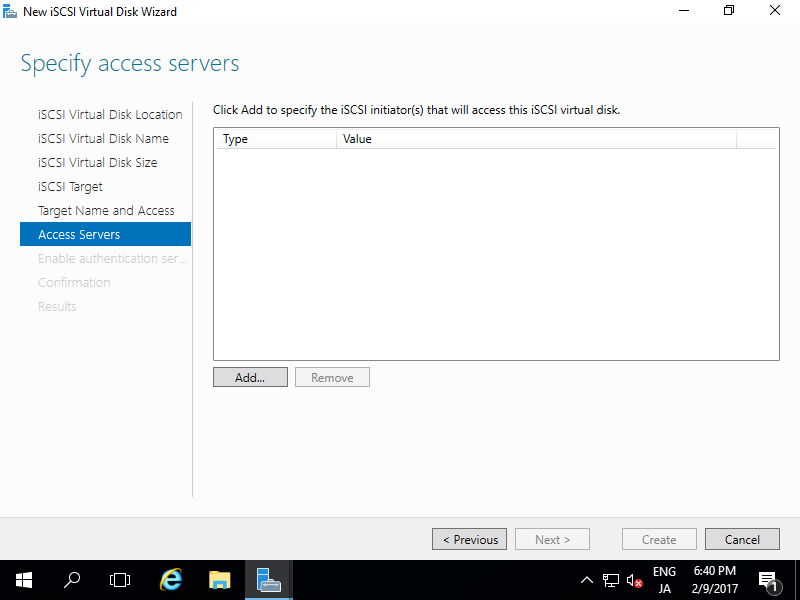 New iSCSI Virtual Disk Wizard
Specify access servers
iSCSI Virtual Disk Location
iSCSI Virtual Disk Name
iSCSI Virtual Disk Size
iSCSI Target
Target Name and Access
Access Servers
Enable authentication ser...
Confirmation
Results
Click Add to specify the iSCSI initiator(s) that will access this iSCSI virtual disk.
Type Value
Add... Remove
< Previous Next > Create Cancel
ENG 6:40 PM
JA 2/9/2017
1